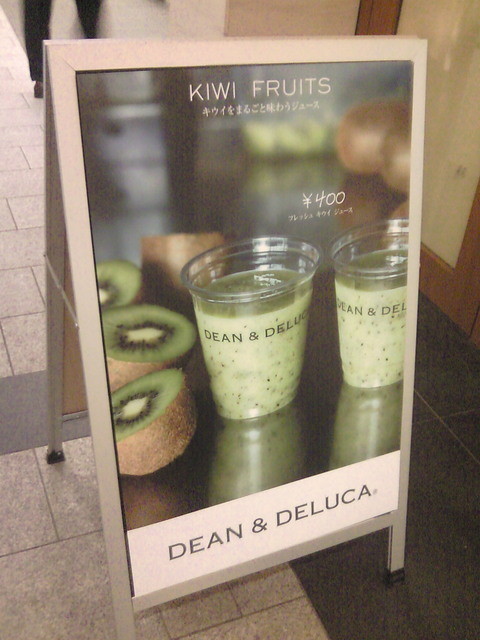 KIWI FRUITS
キウイをまるごと味わうジュース
¥400
フレッシュ キウイ ジュース
DEAN & DELUC
DEAN & DEL
DEAN & DELUCA®